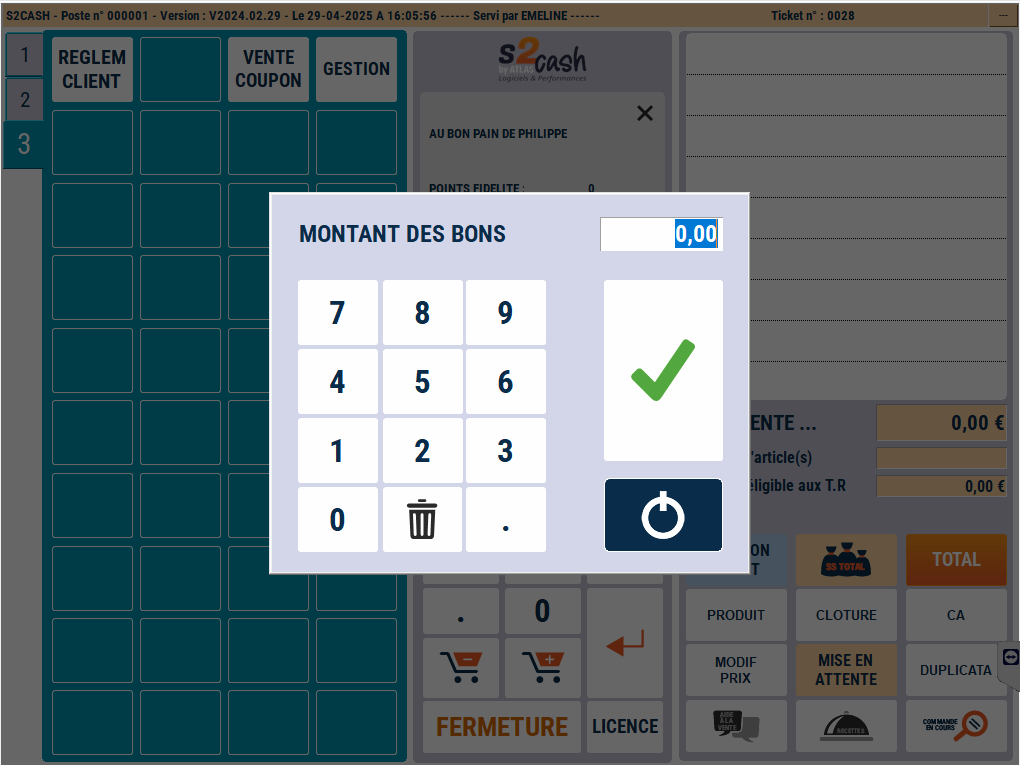 S2CASH - Poste n° 000001 - Version : V2024.02.29 - Le 29-04-2025 A 16:05:56 ------ Servi par EMELINE ------
Ticket n° : 0028
...
1
2
3
REGLEM
CLIENT
VENTE
COUPON
GESTION
s2cash
by ATLAS
Logiciels & Performances
AU BON PAIN DE PHILIPPE
POINTS FIDELITE :
0
MONTANT DES BONS
0,00
7
8
9
4
5
6
1
2
3
0
.
ENTE ...
0,00 €
'article(s)
éligible aux T.R
0,00 €
ON
T
SS TOTAL
TOTAL
.
0
PRODUIT
CLOTURE
CA
MODIF
PRIX
MISE EN
ATTENTE
DUPLICATA
FERMETURE
LICENCE
AIDE
À LA
VENTE
RECETTES
COMMANDE
EN COURS